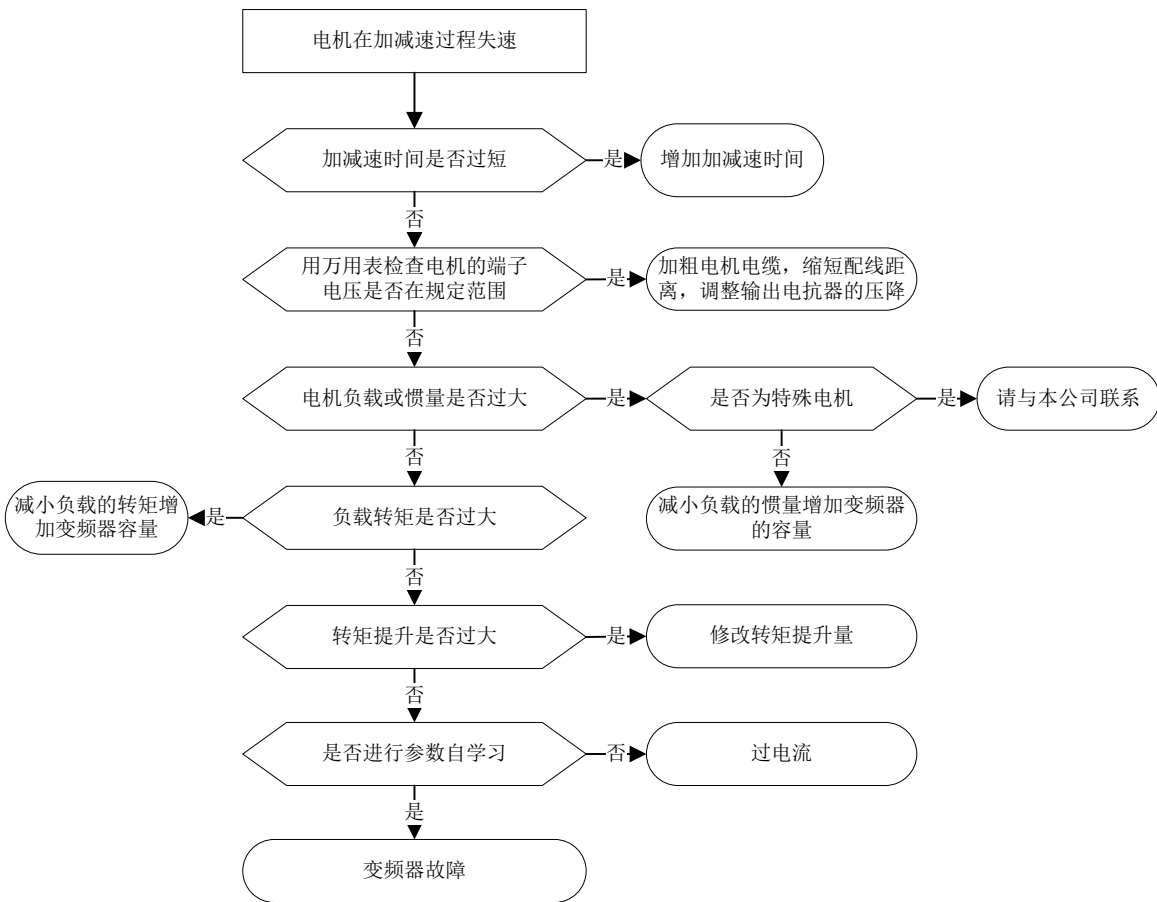 电机在加减速过程失速
加减速时间是否过短
是
增加加减速时间
否
用万用表检查电机的端子
电压是否在规定范围
是
加粗电机电缆，缩短配线距
离，调整输出电抗器的压降
否
电机负载或惯量是否过大
是
是否为特殊电机
是
请与本公司联系
否
否
减小负载的转矩增
加变频器容量
是
负载转矩是否过大
减小负载的惯量增加变频器
的容量
否
转矩提升是否过大
是
修改转矩提升量
否
是否进行参数自学习
否
过电流
是
变频器故障